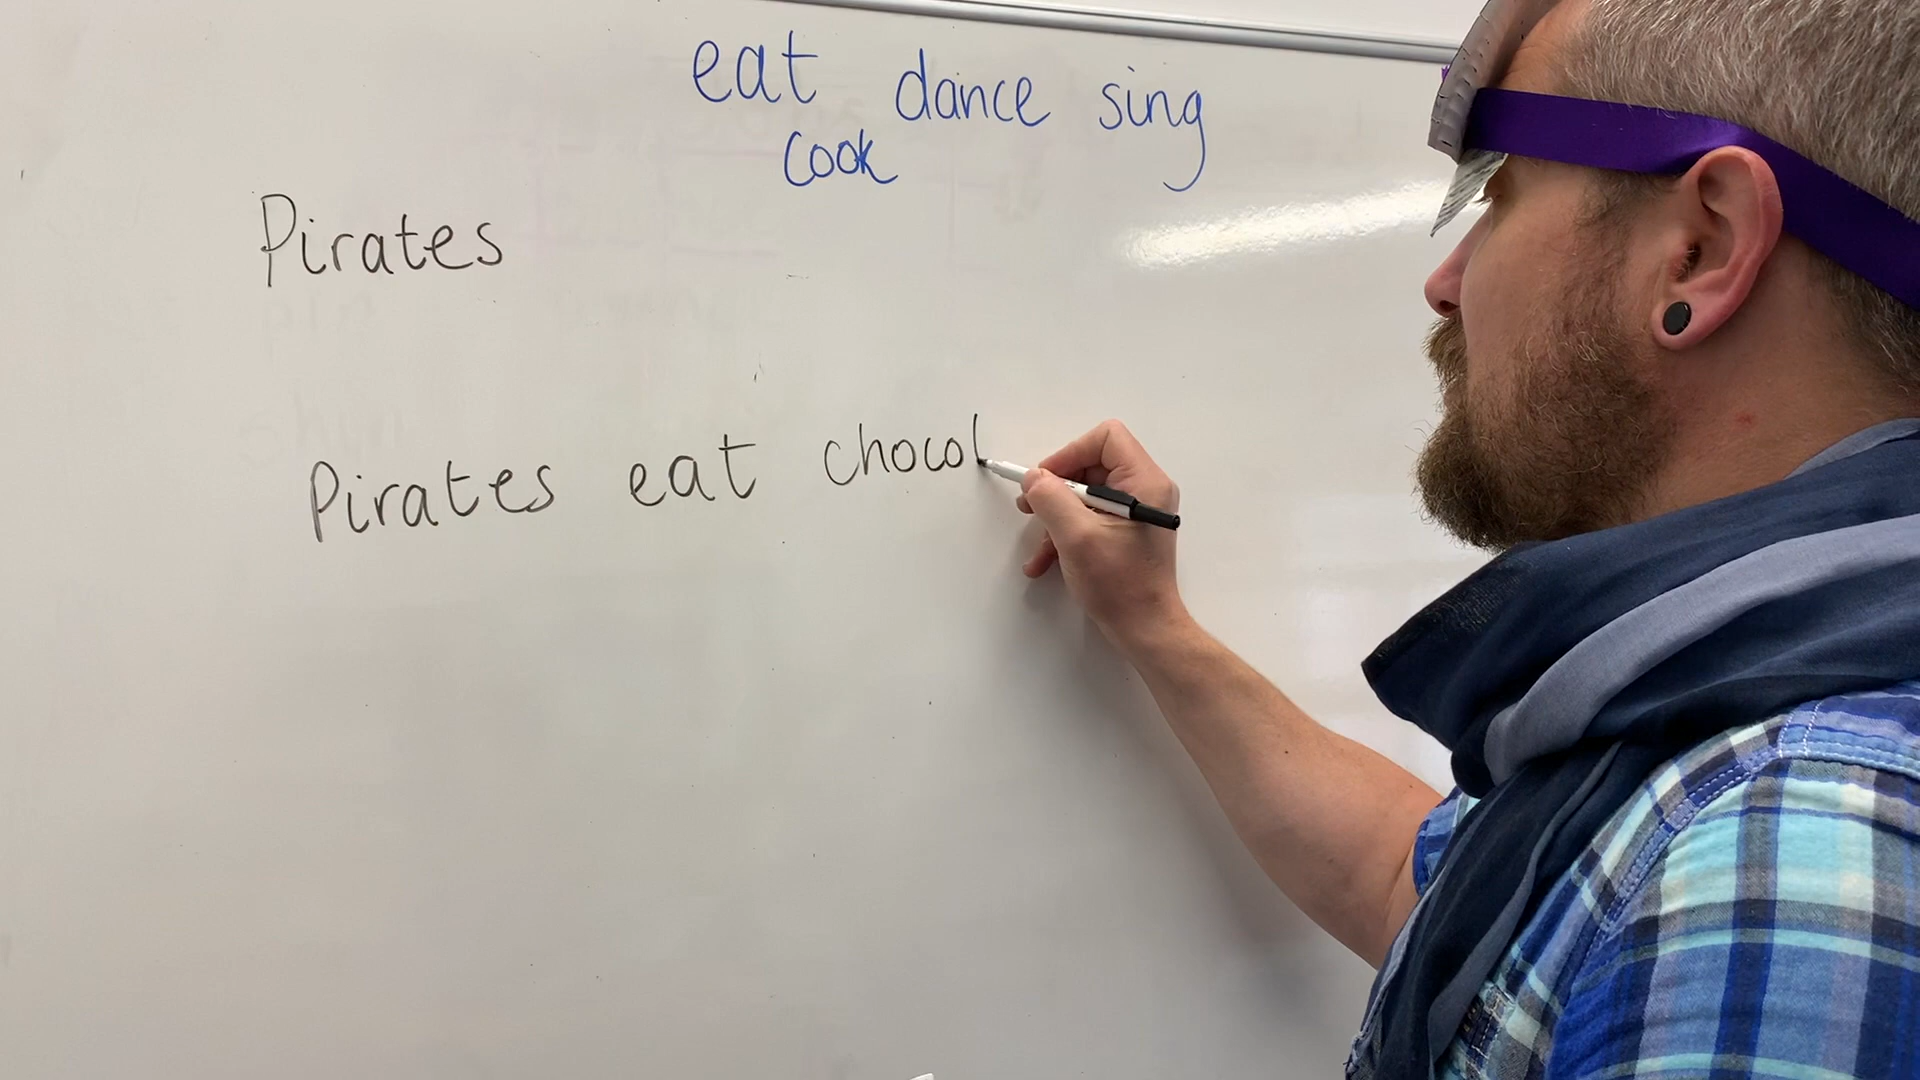 eat dance sing
cook
Pirates
Pirates eat chocol